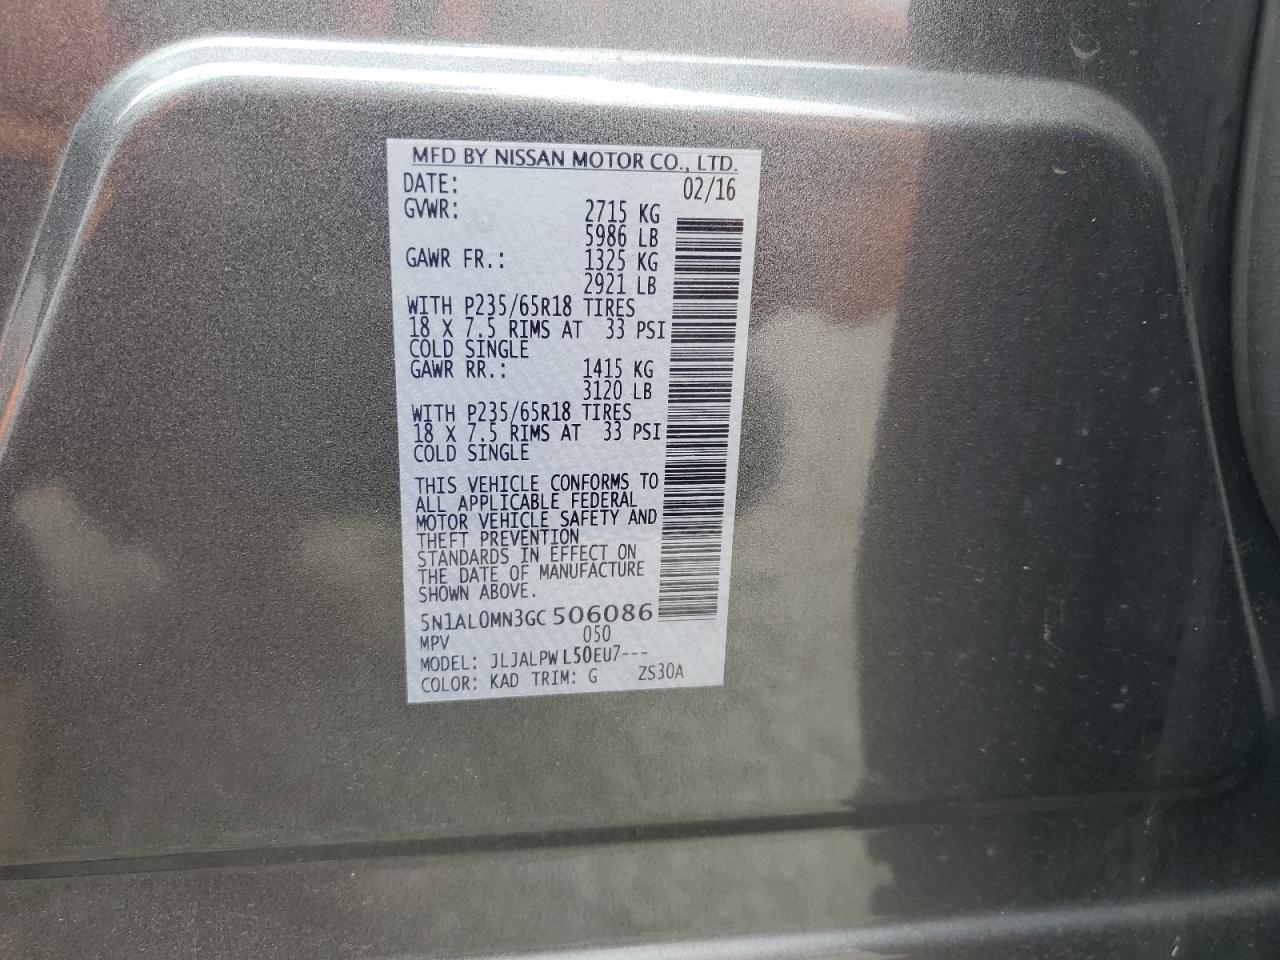 MFD BY NISSAN MOTOR CO., LTD.
DATE: 02/16
GVWR: 2715 KG
5986 LB
GAWR FR.: 1325 KG
2921 LB
WITH P235/65R18 TIRES
18 X 7.5 RIMS AT 33 PSI
COLD SINGLE
GAWR RR.: 1415 KG
3120 LB
WITH P235/65R18 TIRES
18 X 7.5 RIMS AT 33 PSI
COLD SINGLE
THIS VEHICLE CONFORMS TO
ALL APPLICABLE FEDERAL
MOTOR VEHICLE SAFETY AND
THEFT PREVENTION
STANDARDS IN EFFECT ON
THE DATE OF MANUFACTURE
SHOWN ABOVE.
5N1AL0MN3GC 506086
MPV 050
MODEL: JLJALPWL50EU7---
COLOR: KAD TRIM: G ZS30A